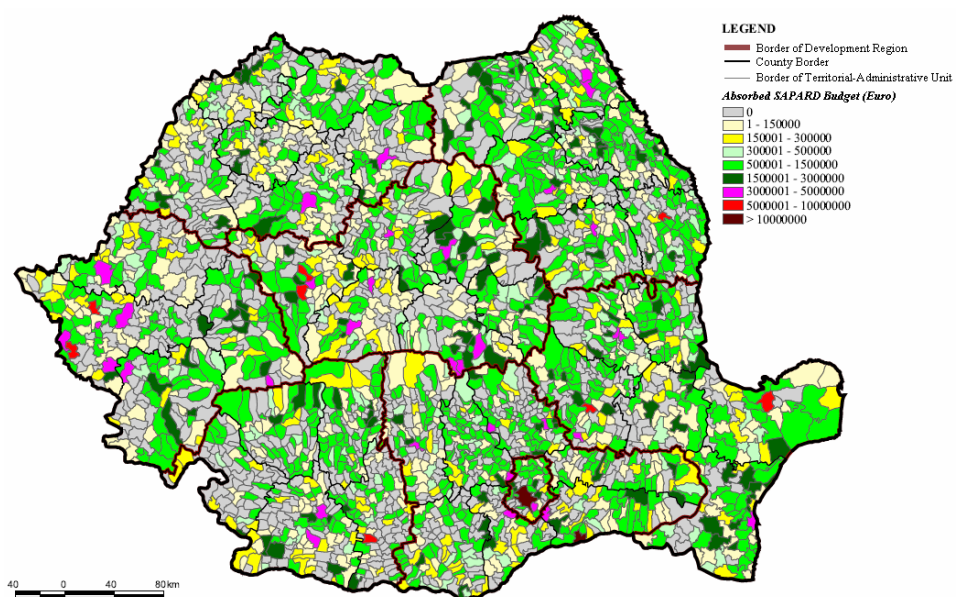 LEGEND
Border of Development Region
County Border
Border of Territorial-Administrative Unit
Absorbed SAPARD Budget (Euro)
0
1 - 150000
150001 - 300000
300001 - 500000
500001 - 1500000
1500001 - 3000000
3000001 - 5000000
5000001 - 10000000
> 10000000
40 0 40 80 km